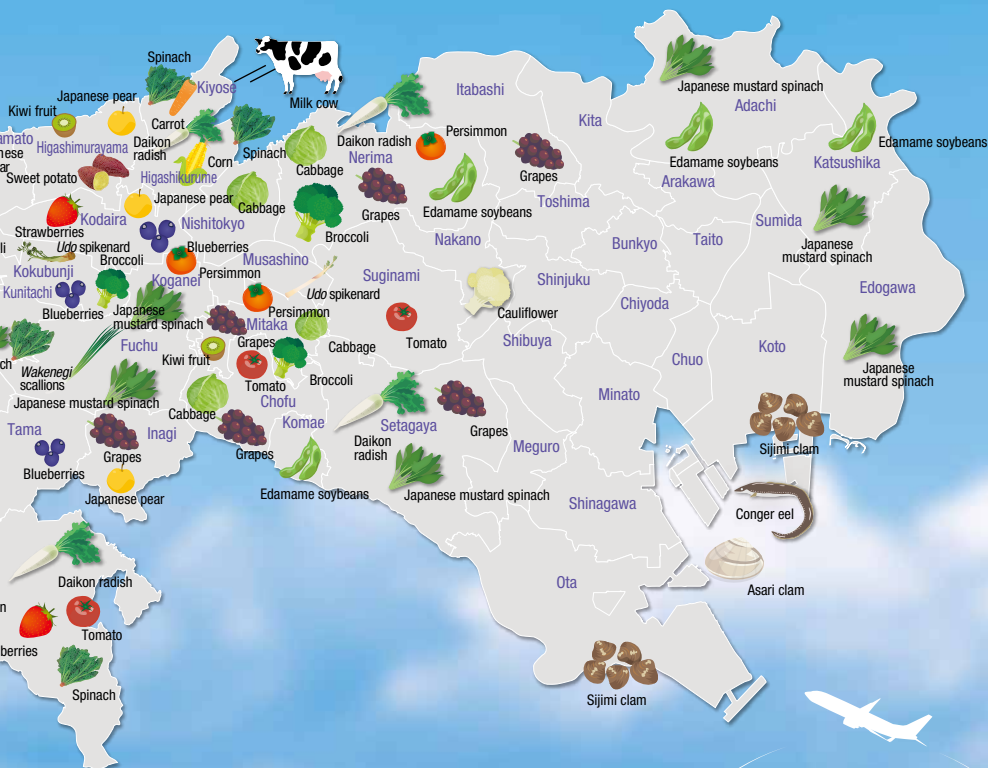 Spinach
Kiyose
Milk cow
Japanese pear
Kiwi fruit
Carrot
Daikon
radish
Higashimurayama
Sweet potato
Corn
Spinach
Higashikurume
Cabbage
Daikon radish
Nerima
Persimmon
Itabashi
Kita
Japanese mustard spinach
Adachi
Edamame soybeans
Edamame soybeans
Katsushika
Arakawa
Grapes
Toshima
Grapes
Edamame soybeans
Broccoli
Japanese pear
Cabbage
Kodaira
Strawberries
Nishitokyo
Udo spikenard
Broccoli
Blueberries
Persimmon
Musashino
Nakano
Bunkyo
Taito
Sumida
Japanese
mustard spinach
Kokubunji
Kunitachi
Koganei
Blueberries
Japanese
mustard spinach
Udo spikenard
Suginami
Shinjuku
Chiyoda
Edogawa
Persimmon
Mitaka
Grapes
Cauliflower
Cabbage
Tomato
Shibuya
Koto
Fuchu
Kiwi fruit
Chuo
ch
Wakenegi
scallions
Tomato
Broccoli
Japanese
mustard spinach
Japanese mustard spinach
Chofu
Cabbage
Minato
Tama
Inagi
Komae
Setagaya
Grapes
Daikon
radish
Meguro
Sijimi clam
Grapes
Grapes
Blueberries
Japanese pear
Edamame soybeans
Japanese mustard spinach
Shinagawa
Conger eel
Daikon radish
Ota
Asari clam
Tomato
berries
Spinach
Sijimi clam